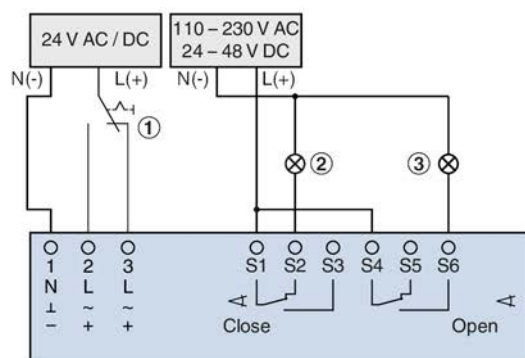 24 V AC / DC
110 – 230 V AC
24 – 48 V DC
N(-) L(+) N(-) L(+)
① ② ③
1 2 3 S1 S2 S3 S4 S5 S6
N L L
⊥ ~ ~
– + +
Close Open